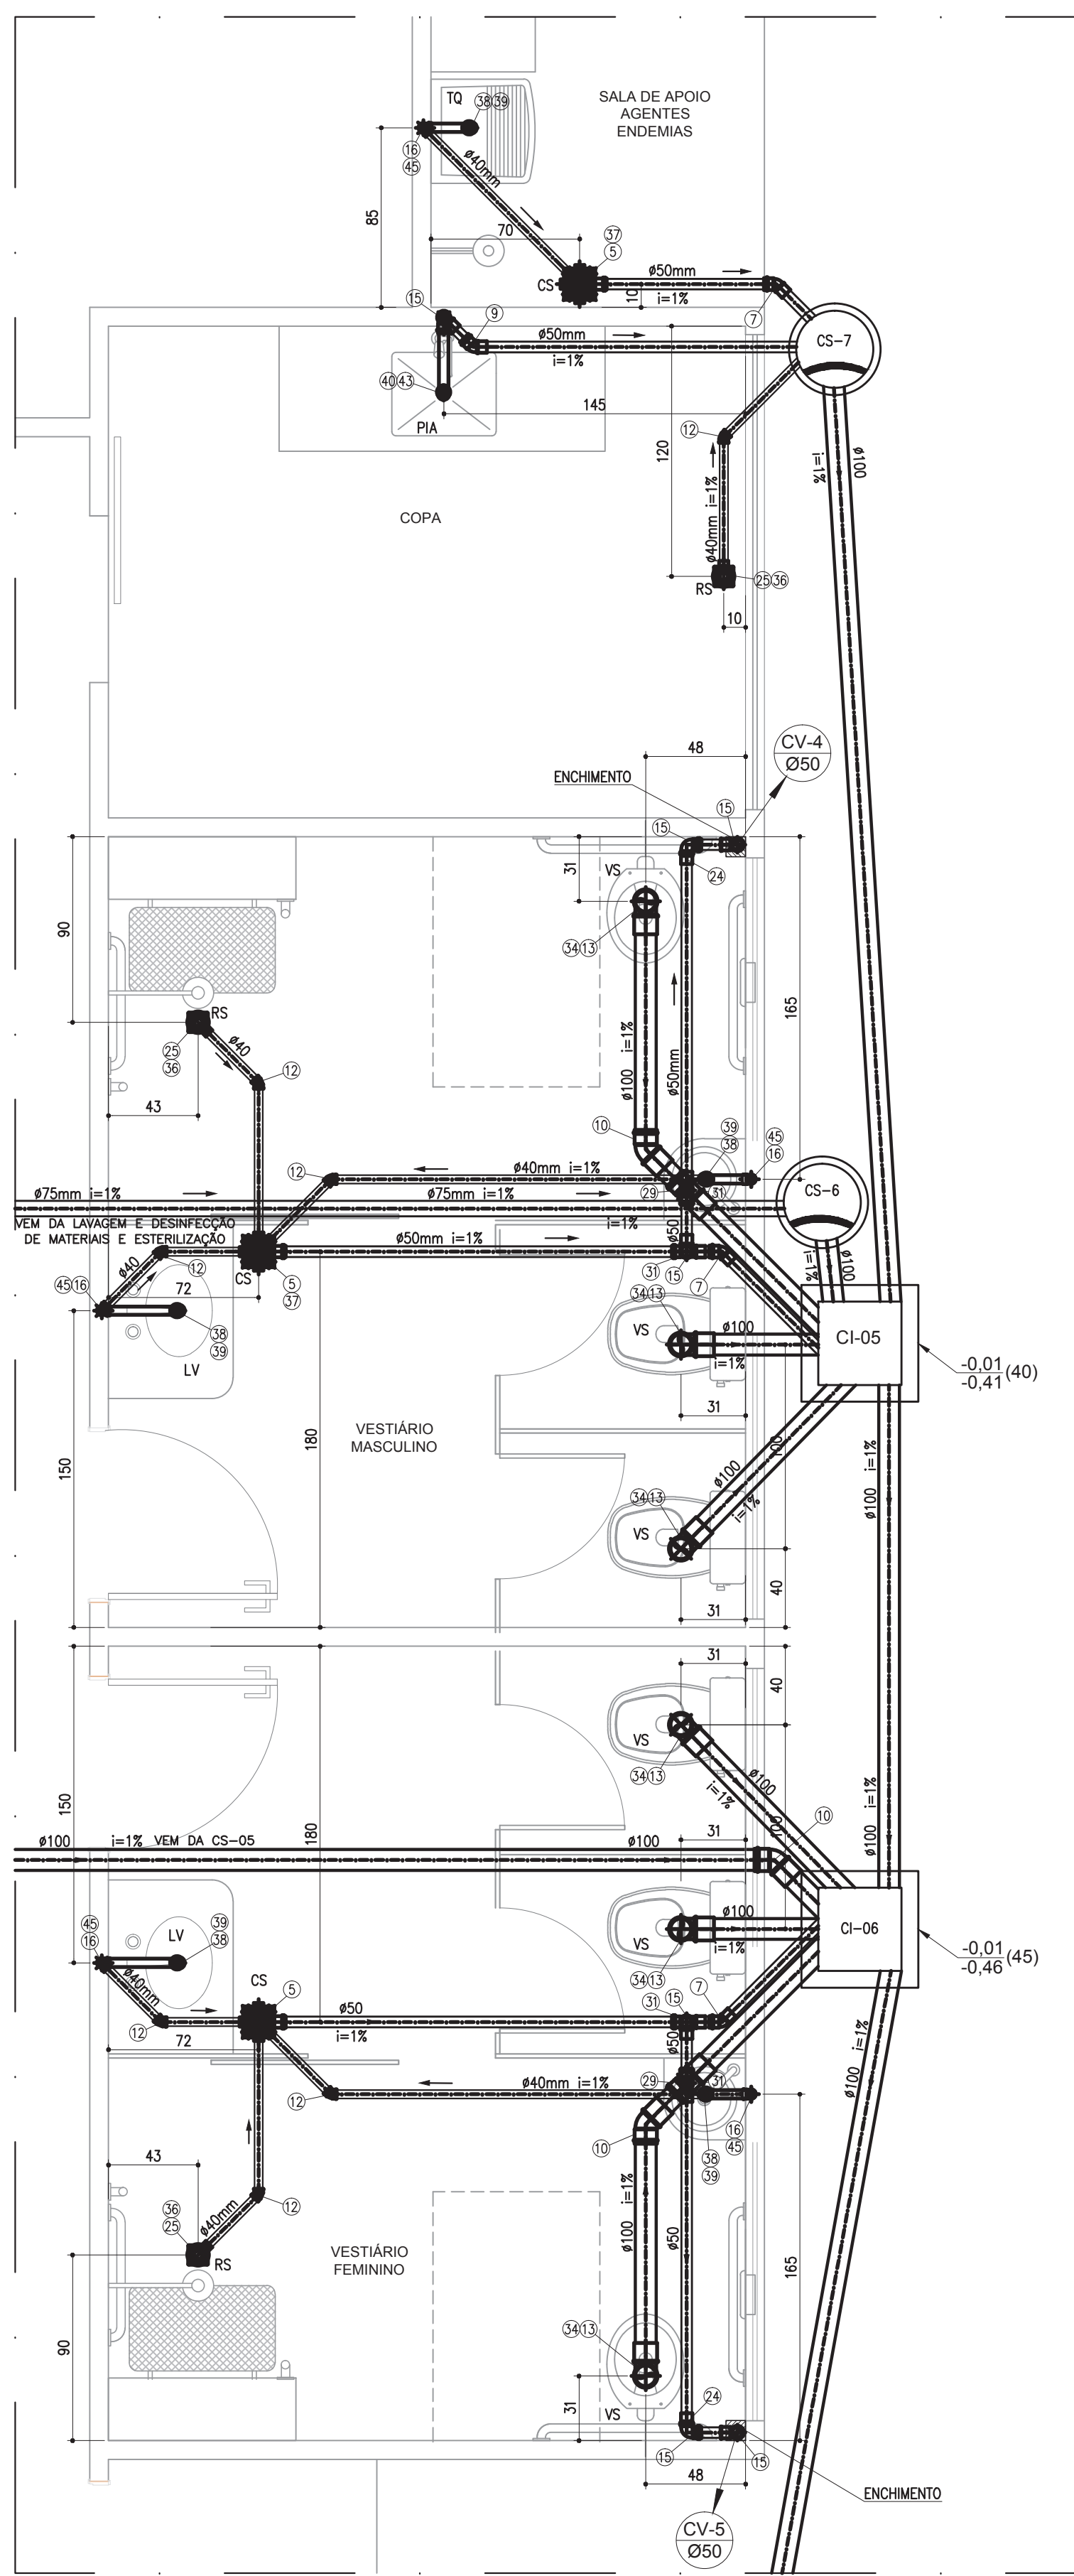 TQ
38 39
SALA DE APOIO
AGENTES
ENDEMIAS
16
45
ø40mm
85
70
37
5
CS
ø50mm
i=1%
10
7
15
9
ø50mm
i=1%
CS-7
40 43
PIA
145
12
120
ø40mm i=1%
i=1%
ø100
COPA
RS
25 36
10
48
CV-4
Ø50
ENCHIMENTO
15
15
31
VS
24
90
34 13
165
RS
25
36
ø40
12
ø100 i=1%
ø50mm
43
10
39
38
45
16
12
ø40mm i=1%
29
31
CS-6
ø75mm i=1%
ø75mm i=1%
i=1%
VEM DA LAVAGEM E DESINFECÇÃO
DE MATERIAIS E ESTERILIZAÇÃO
ø50mm i=1%
ø50
ø40
12
CS
5
37
31
15
7
i=1%
ø100
45 16
72
38
39
LV
34 13
VS
ø100
i=1%
CI-05
-0,01
-0,41
(40)
31
VESTIÁRIO
MASCULINO
180
150
100
ø100
i=1%
ø100 i=1%
34 13
VS
40
31
31
40
VS
34 13
ø100
i=1%
150
180
100
10
ø100 i=1%
ø100
i=1% VEM DA CS-05
ø100
31
45
16
39
38
LV
ø100
i=1%
VS
34 13
CI-06
-0,01
-0,46
(45)
ø40mm
CS
5
ø50
i=1%
31
15
7
12
72
ø50
29
31
12
ø40mm i=1%
ø100 i=1%
10
16
45
38
39
43
12
36
25
ø40mm
RS
ø100 i=1%
ø50
VESTIÁRIO
FEMININO
165
90
34 13
31
VS
24
15
15
48
ENCHIMENTO
CV-5
Ø50